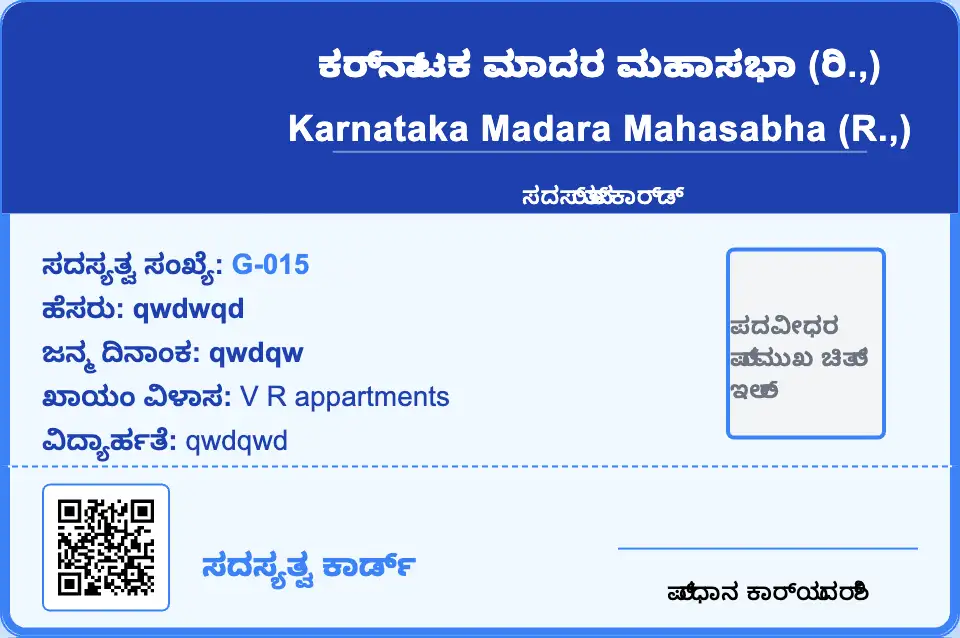 ಕರ್ನಾಟಕ ಮಾದರ ಮಹಾಸಭಾ (ರಿ.,)
Karnataka Madara Mahasabha (R.,)
ಸದಸ್ಯತ್ವ ಕಾರ್ಡ್
ಸದಸ್ಯತ್ವ ಸಂಖ್ಯೆ: G-015
ಹೆಸರು: qwdwqd
ಜನ್ಮ ದಿನಾಂಕ: qwdqw
ಖಾಯಂ ವಿಳಾಸ: V R appartments
ವಿದ್ಯಾರ್ಹತೆ: qwdqwd
ಪದವೀಧರ
ಪ್ರಮುಖ ಚಿತ್ರ
ಇಲ್ಲ
ಸದಸ್ಯತ್ವ ಕಾರ್ಡ್
ಪ್ರಧಾನ ಕಾರ್ಯದರ್ಶಿ